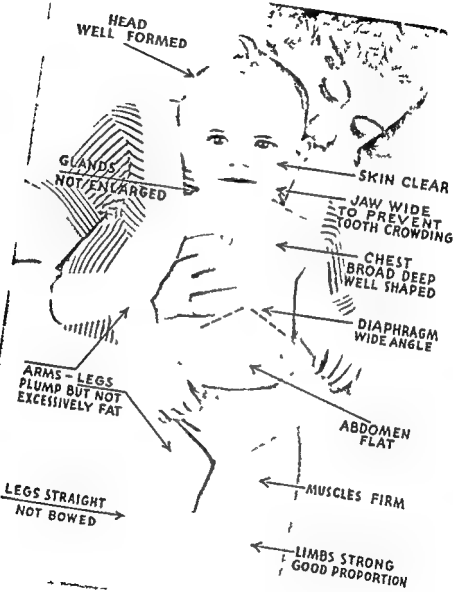 HEAD
WELL FORMED
GLANDS
NOT ENLARGED
SKIN CLEAR
JAW WIDE
TO PREVENT
TOOTH CROWDING
CHEST
BROAD DEEP
WELL SHAPED
DIAPHRAGM
WIDE ANGLE
ARMS - LEGS
PLUMP BUT NOT
EXCESSIVELY FAT
ABDOMEN
FLAT
LEGS STRAIGHT
NOT BOWED
MUSCLES FIRM
LIMBS STRONG
GOOD PROPORTION